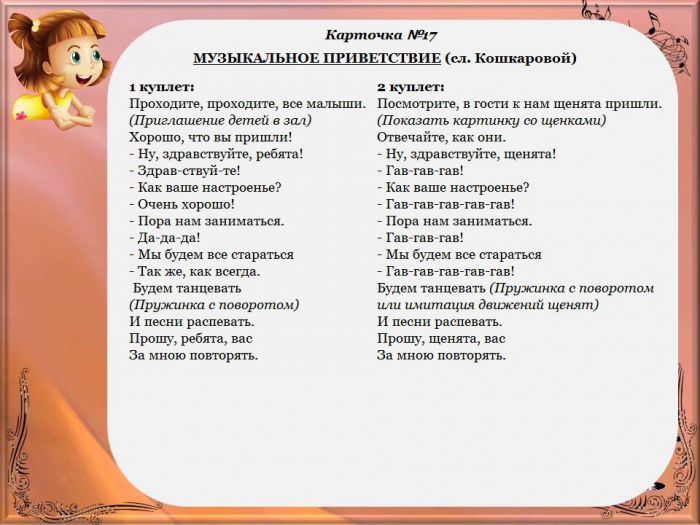 Карточка №17
МУЗЫКАЛЬНОЕ ПРИВЕТСТВИЕ (сл. Кошкаровой)
1 куплет:
Проходите, проходите, все малыши.
(Приглашение детей в зал)
Хорошо, что вы пришли!
- Ну, здравствуйте, ребята!
- Здрав-ствуй-те!
- Как ваше настроенье?
- Очень хорошо!
- Пора нам заниматься.
- Да-да-да!
- Мы будем все стараться
- Так же, как всегда.
Будем танцевать
(Пружинка с поворотом)
И песни распевать.
Прошу, ребята, вас
За мною повторять.
2 куплет:
Посмотрите, в гости к нам щенята пришли.
(Показать картинку со щенками)
Отвечайте, как они.
- Ну, здравствуйте, щенята!
- Гав-гав-гав!
- Как ваше настроенье?
- Гав-гав-гав-гав-гав!
- Пора нам заниматься.
- Гав-гав-гав!
- Мы будем все стараться
- Гав-гав-гав-гав-гав!
Будем танцевать (Пружинка с поворотом
или имитация движений щенят)
И песни распевать.
Прошу, щенята, вас
За мною повторять.